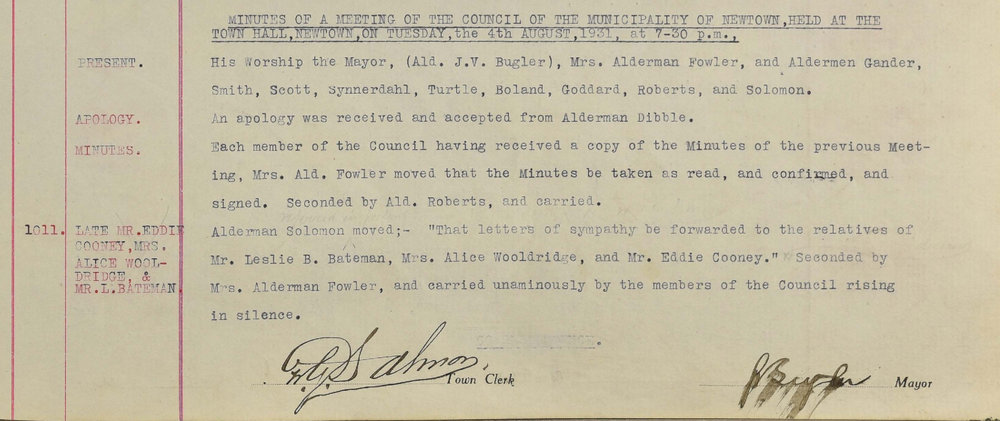 MINUTES OF A MEETING OF THE COUNCIL OF THE MUNICIPALITY OF NEWTOWN, HELD AT THE
TOWN HALL, NEWTOWN, ON TUESDAY, the 4th AUGUST, 1931, at 7-30 p.m.,
PRESENT. His Worship the Mayor, (Ald. J.V. Bugler), Mrs. Alderman Fowler, and Aldermen Gander,
Smith, Scott, Synnerdahl, Turtle, Boland, Goddard, Roberts, and Solomon.
APOLOGY. An apology was received and accepted from Alderman Dibble.
MINUTES. Each member of the Council having received a copy of the Minutes of the previous Meet-
ing, Mrs. Ald. Fowler moved that the Minutes be taken as read, and confirmed, and
signed. Seconded by Ald. Roberts, and carried.
1011. LATE MR.EDDIE
COONEY,MRS.
ALICE WOOL-
DRIDGE, &
MR.L.BATEMAN.
Alderman Solomon moved;- "That letters of sympathy be forwarded to the relatives of
Mr. Leslie B. Bateman, Mrs. Alice Wooldridge, and Mr. Eddie Cooney." Seconded by
Mrs. Alderman Fowler, and carried unaminously by the members of the Council rising
in silence.
Salmon.
Town Clerk
Mayor